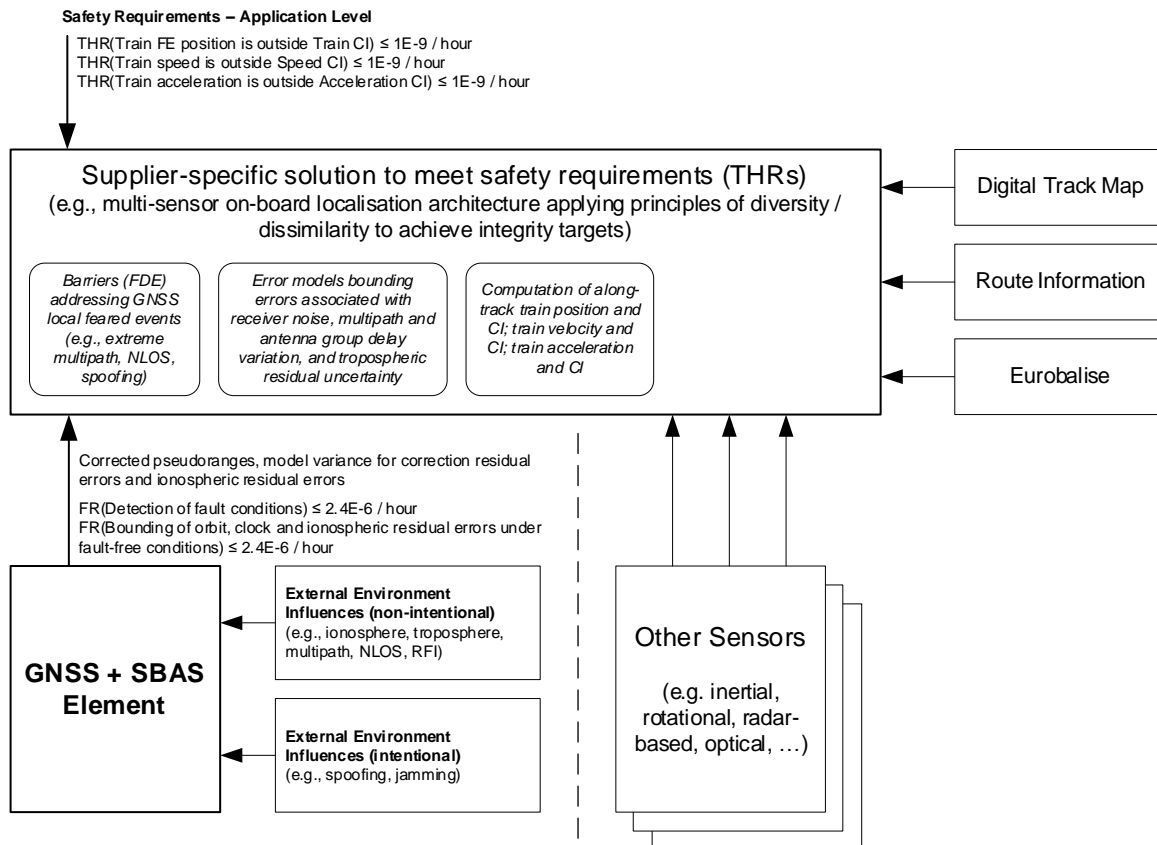 Safety Requirements – Application Level
THR(Train FE position is outside Train CI) ≤ 1E-9 / hour
THR(Train speed is outside Speed CI) ≤ 1E-9 / hour
THR(Train acceleration is outside Acceleration CI) ≤ 1E-9 / hour
Supplier-specific solution to meet safety requirements (THRs)
(e.g., multi-sensor on-board localisation architecture applying principles of diversity /
dissimilarity to achieve integrity targets)
Barriers (FDE)
addressing GNSS
local feared events
(e.g., extreme
multipath, NLOS,
spoofing)
Error models bounding
errors associated with
receiver noise, multipath and
antenna group delay
variation, and tropospheric
residual uncertainty
Computation of along-
track train position and
CI; train velocity and
CI; train acceleration
and CI
Digital Track Map
Route Information
Eurobalise
Corrected pseudoranges, model variance for correction residual
errors and ionospheric residual errors
FR(Detection of fault conditions) ≤ 2.4E-6 / hour
FR(Bounding of orbit, clock and ionospheric residual errors under
fault-free conditions) ≤ 2.4E-6 / hour
GNSS + SBAS
Element
External Environment
Influences (non-intentional)
(e.g., ionosphere, troposphere,
multipath, NLOS, RFI)
External Environment
Influences (intentional)
(e.g., spoofing, jamming)
Other Sensors
(e.g. inertial,
rotational, radar-
based, optical, …)